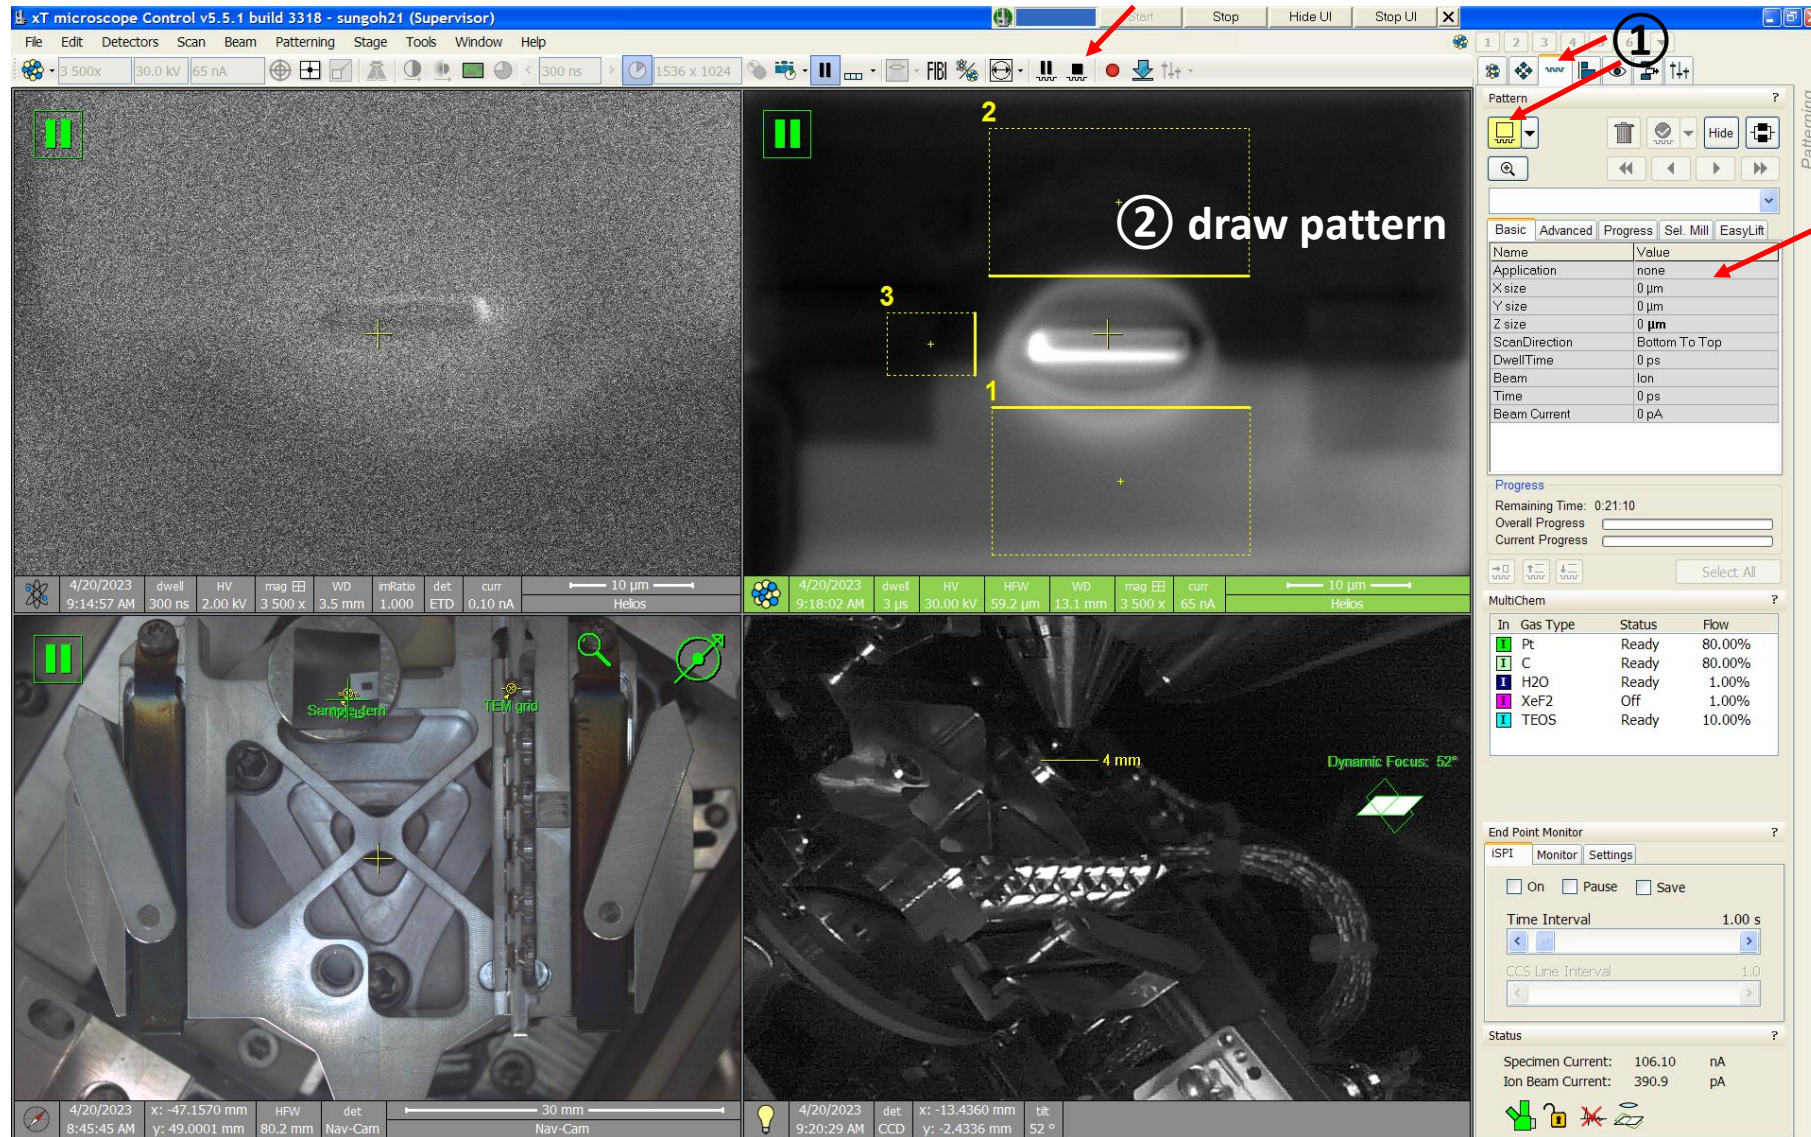 xT microscope Control v5.5.1 build 3318 - sungoh21 (Supervisor)
Start Stop Hide UI Stop UI
File Edit Detectors Scan Beam Patterning Stage Tools Window Help
1 2 3 4 5 6
3 500x 30.0 kV 65 nA 300 ns 1536 x 1024 FIBI
①
Patterning
Pattern ?
Hide
Basic Advanced Progress Sel. Mill EasyLift
Name Value
Application none
X size 0 µm
Y size 0 µm
Z size 0 µm
ScanDirection Bottom To Top
DwellTime 0 ps
Beam Ion
Time 0 ps
Beam Current 0 pA
2
② draw pattern
3
1
Progress
Remaining Time: 0:21:10
Overall Progress
Current Progress
Select All
4/20/2023 dwell HV mag WD imRatio det curr 10 µm
9:14:57 AM 300 ns 2.00 kV 3 500 x 3.5 mm 1.000 ETD 0.10 nA Helios
4/20/2023 dwell HV HFW WD mag curr 10 µm
9:18:02 AM 3 µs 30.00 kV 59.2 µm 13.1 mm 3 500 x 65 nA Helios
MultiChem ?
In Gas Type Status Flow
I Pt Ready 80.00%
I C Ready 80.00%
I H2O Ready 1.00%
I XeF2 Off 1.00%
I TEOS Ready 10.00%
TEM grid
4 mm
Dynamic Focus: 52°
End Point Monitor ?
iSPI Monitor Settings
On Pause Save
Time Interval 1.00 s
CCS Line Interval 1.0
Status ?
Specimen Current: 106.10 nA
Ion Beam Current: 390.9 pA
4/20/2023 x: -47.1570 mm HFW det 30 mm
8:45:45 AM y: 49.0001 mm 80.2 mm Nav-Cam Nav-Cam
4/20/2023 det x: -13.4360 mm tilt
9:20:29 AM CCD y: -2.4336 mm 52 °